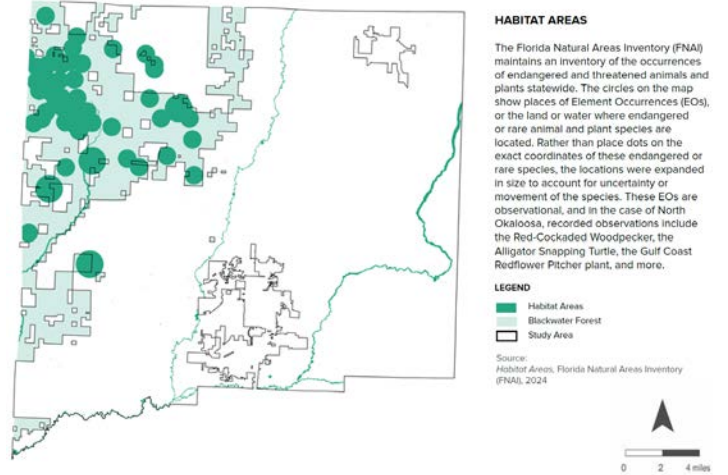 HABITAT AREAS
The Florida Natural Areas Inventory (FNAI)
maintains an inventory of the occurrences
of endangered and threatened animals and
plants statewide. The circles on the map
show places of Element Occurrences (EOs),
or the land or water where endangered
or rare animal and plant species are
located. Rather than place dots on the
exact coordinates of these endangered or
rare species, the locations were expanded
in size to account for uncertainty or
movement of the species. These EOs are
observational, and in the case of North
Okaloosa, recorded observations include
the Red-Cockaded Woodpecker, the
Alligator Snapping Turtle, the Gulf Coast
Redflower Pitcher plant, and more.
LEGEND
Habitat Areas
Blackwater Forest
Study Area
Source:
Habitat Areas, Florida Natural Areas Inventory
(FNAI), 2024
0 2 4 miles